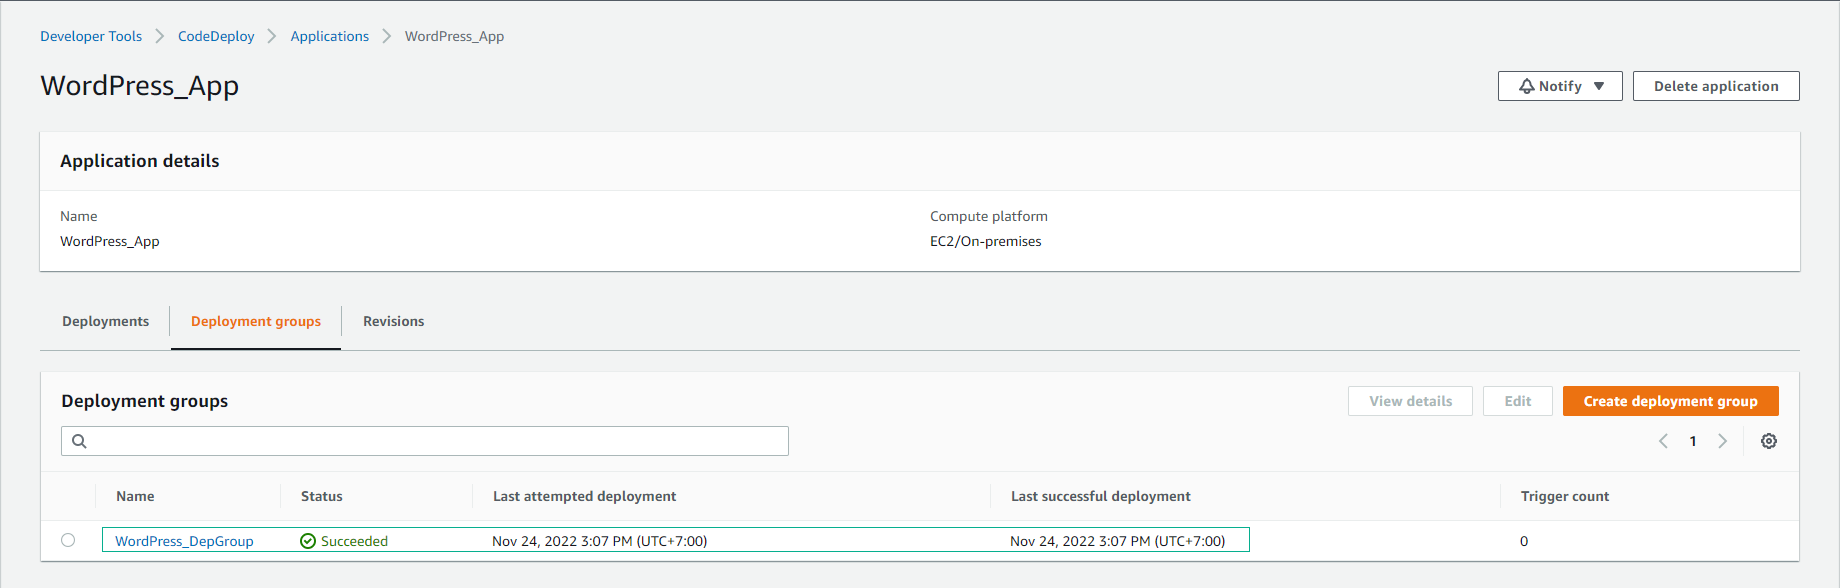 Developer Tools CodeDeploy Applications WordPress_App
WordPress_App
Notify Delete application
Application details
Name Compute platform
WordPress_App EC2/On-premises
Deployments Deployment groups Revisions
Deployment groups View details Edit Create deployment group
1
Name Status Last attempted deployment Last successful deployment Trigger count
WordPress_DepGroup Succeeded Nov 24, 2022 3:07 PM (UTC+7:00) Nov 24, 2022 3:07 PM (UTC+7:00) 0